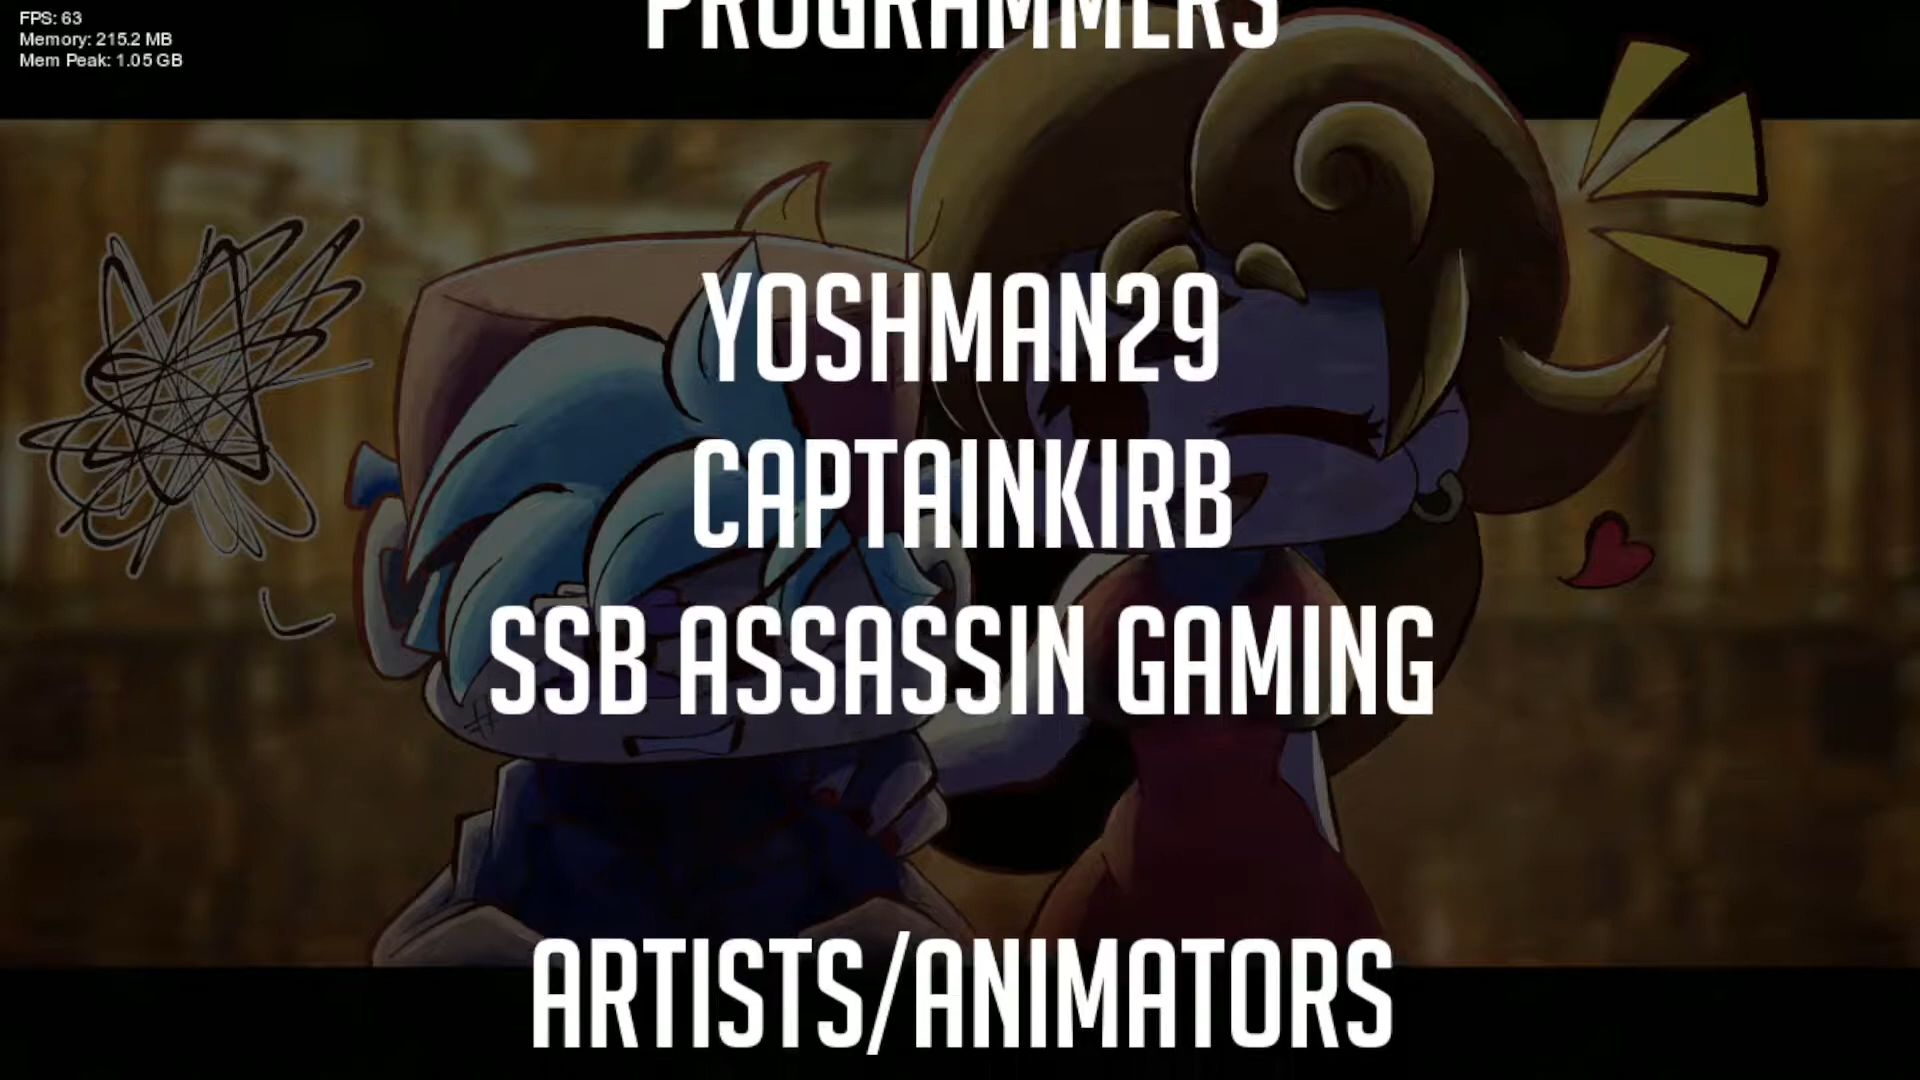 FPS: 63
Memory: 215.2 MB
Mem Peak: 1.05 GB
PROGRAMMERS
YOSHMAN29
CAPTAINKIRB
SSB ASSASSIN GAMING
ARTISTS/ANIMATORS